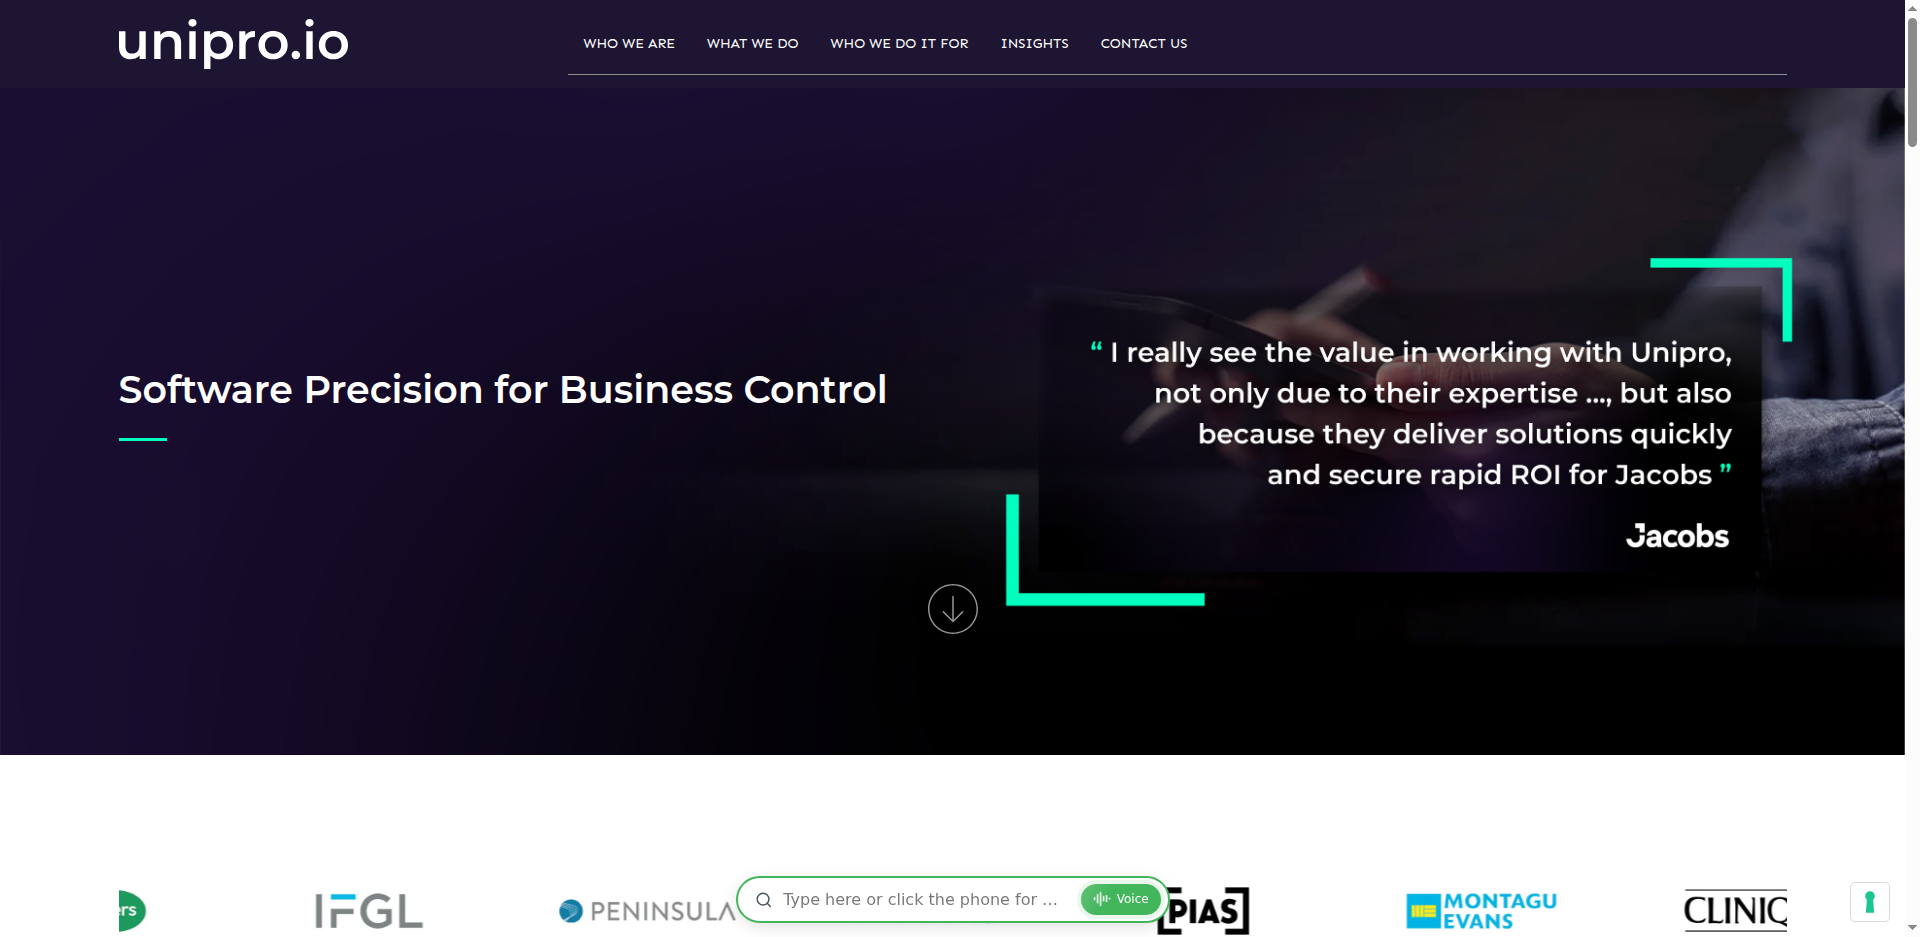 unipro.io
WHO WE ARE
WHAT WE DO
WHO WE DO IT FOR
INSIGHTS
CONTACT US
Software Precision for Business Control
“ I really see the value in working with Unipro,
not only due to their expertise ..., but also
because they deliver solutions quickly
and secure rapid ROI for Jacobs ”
Jacobs
IFGL
PENINSULA
Type here or click the phone for ...
Voice
[PIAS]
MONTAGU
EVANS